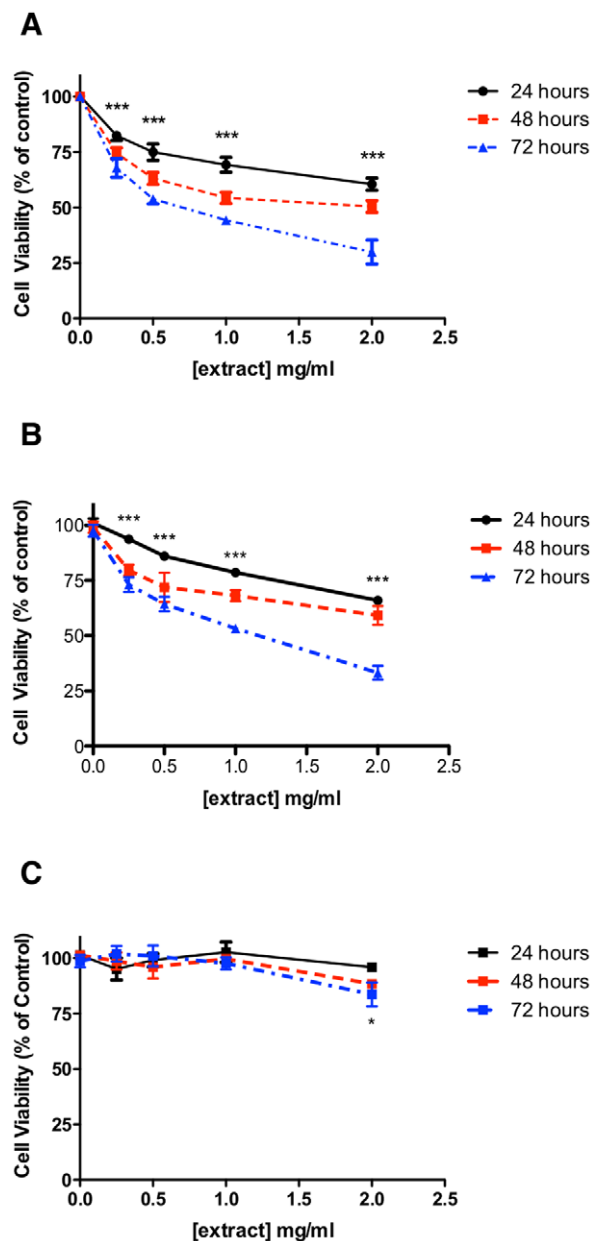 A
Cell Viability (% of control)
100
75
50
25
0
*** *** *** ***
0.0 0.5 1.0 1.5 2.0 2.5
[extract] mg/ml
24 hours
48 hours
72 hours
B
Cell Viability (% of control)
100
75
50
25
0
*** *** *** ***
0.0 0.5 1.0 1.5 2.0 2.5
[extract] mg/ml
24 hours
48 hours
72 hours
C
Cell Viability (% of Control)
100
75
50
25
0
*
0.0 0.5 1.0 1.5 2.0 2.5
[extract] mg/ml
24 hours
48 hours
72 hours